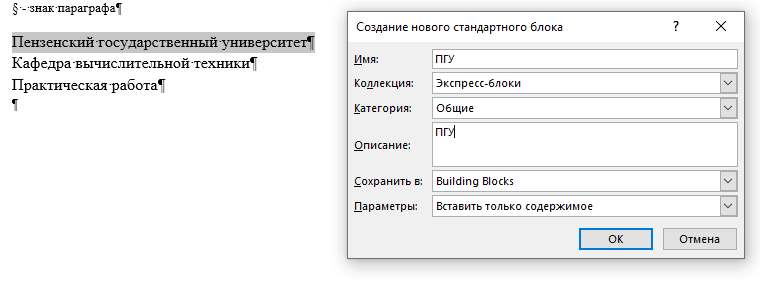 §·-·знак·параграфа¶
Пензенский·государственный·университет¶
Кафедра·вычислительной·техники¶
Практическая·работа¶
¶
Создание нового стандартного блока ? ×
Имя: ПГУ
Коллекция: Экспресс-блоки
Категория: Общие
Описание: ПГУ
Сохранить в: Building Blocks
Параметры: Вставить только содержимое
ОК Отмена